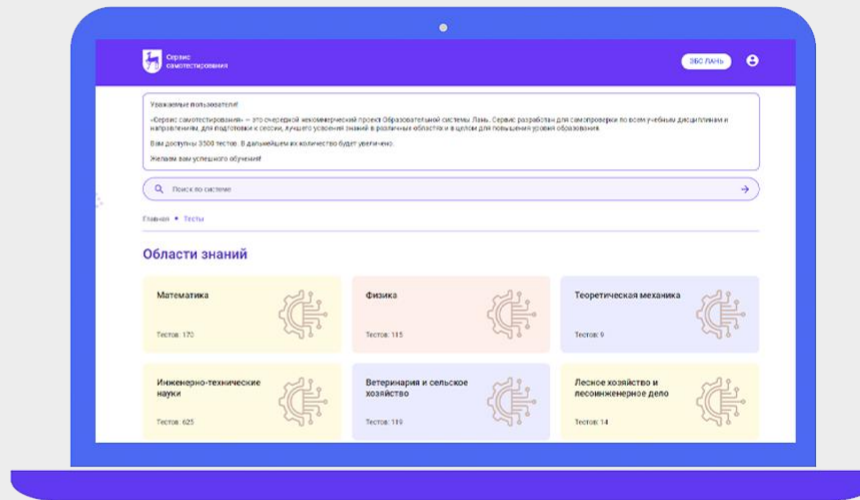 Сервис
самотестирования
ЭБС ЛАНЬ
Уважаемые пользователи!
«Сервис самотестирования» — это очередной некоммерческий проект Образовательной системы Лань. Сервис разработан для самопроверки по всем учебным дисциплинам и
направлениям, для подготовки к сессии, лучшего усвоения знаний в различных областях и в целом для повышения уровня образования.
Вам доступны 3500 тестов. В дальнейшем их количество будет увеличено.
Желаем вам успешного обучения!
Поиск по системе
Главная • Тесты
Области знаний
Математика
Физика
Теоретическая механика
Тестов: 170
Тестов: 115
Тестов: 9
Инженерно-технические
науки
Ветеринария и сельское
хозяйство
Лесное хозяйство и
лесоинженерное дело
Тестов: 625
Тестов: 119
Тестов: 14